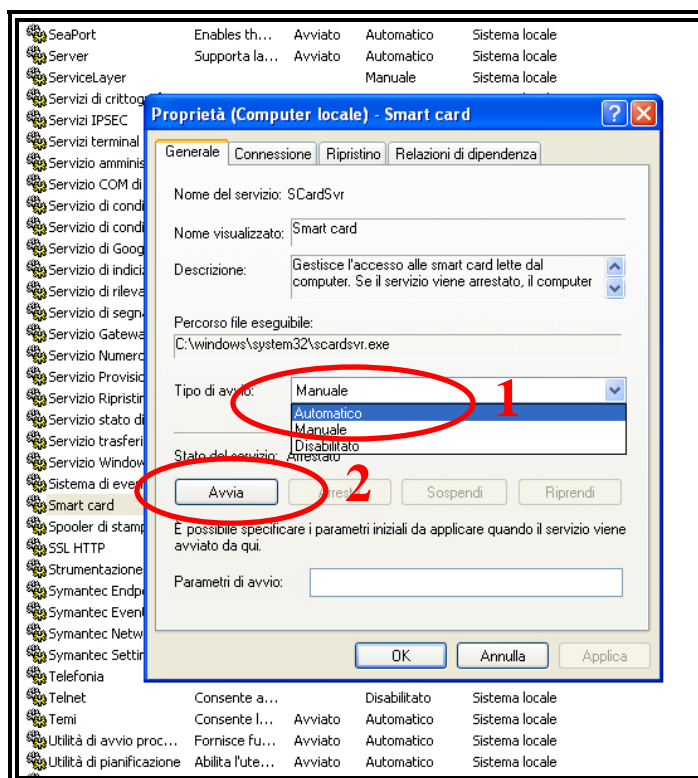 SeaPort Enables th... Avviato Automatico Sistema locale
Server Supporta la... Avviato Automatico Sistema locale
ServiceLayer Manuale Sistema locale
Servizi di crittog
Servizi IPSEC
Servizi terminal
Servizio amminis
Servizio COM di
Servizio di condi
Servizio di condi
Servizio di Goog
Servizio di indici
Servizio di rileva
Servizio di segn
Servizio Gatewa
Servizio Numero
Servizio Provisio
Servizio Ripristin
Servizio stato di
Servizio trasferi
Servizio Window
Sistema di even
Smart card
Spooler di stamp
SSL HTTP
Strumentazione
Symantec Endp
Symantec Event
Symantec Netw
Symantec Settin
Telefonia
Telnet Consente a... Disabilitato Sistema locale
Temi Consente l... Avviato Automatico Sistema locale
Utilità di avvio proc... Fornisce fu... Avviato Automatico Sistema locale
Utilità di pianificazione Abilita l'ute... Avviato Automatico Sistema locale
Proprietà (Computer locale) - Smart card
Generale Connessione Ripristino Relazioni di dipendenza
Nome del servizio: SCardSvr
Nome visualizzato: Smart card
Descrizione: Gestisce l'accesso alle smart card lette dal
computer. Se il servizio viene arrestato, il computer
Percorso file eseguibile:
C:\windows\system32\scardsvr.exe
Tipo di avvio: Manuale 1
Automatico
Manuale
Disabilitato
Stato del servizio: Arrestato
Avvia Arresta 2 Sospendi Riprendi
È possibile specificare i parametri iniziali da applicare quando il servizio viene
avviato da qui.
Parametri di avvio:
OK Annulla Applica